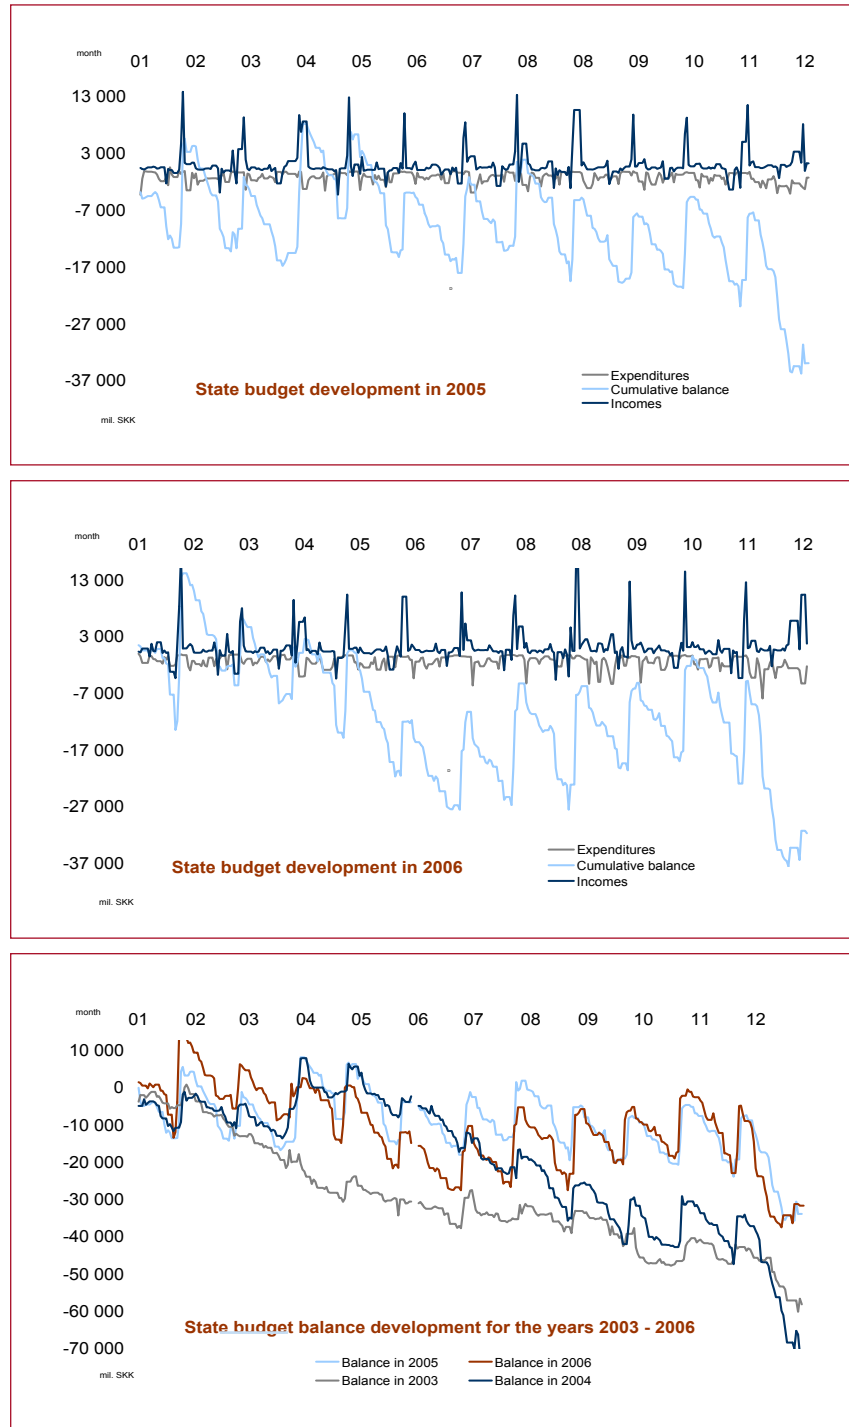 month
01 02 03 04 05 06 07 08 08 09 10 11 12
13 000
3 000
-7 000
-17 000
-27 000
-37 000
State budget development in 2005
Expenditures
Cumulative balance
Incomes
mil. SKK
month
01 02 03 04 05 06 07 08 08 09 10 11 12
13 000
3 000
-7 000
-17 000
-27 000
-37 000
State budget development in 2006
Expenditures
Cumulative balance
Incomes
mil. SKK
month
01 02 03 04 05 06 07 08 09 10 11 12
10 000
0
-10 000
-20 000
-30 000
-40 000
-50 000
-60 000
-70 000
State budget balance development for the years 2003 - 2006
Balance in 2005 Balance in 2006
Balance in 2003 Balance in 2004
mil. SKK